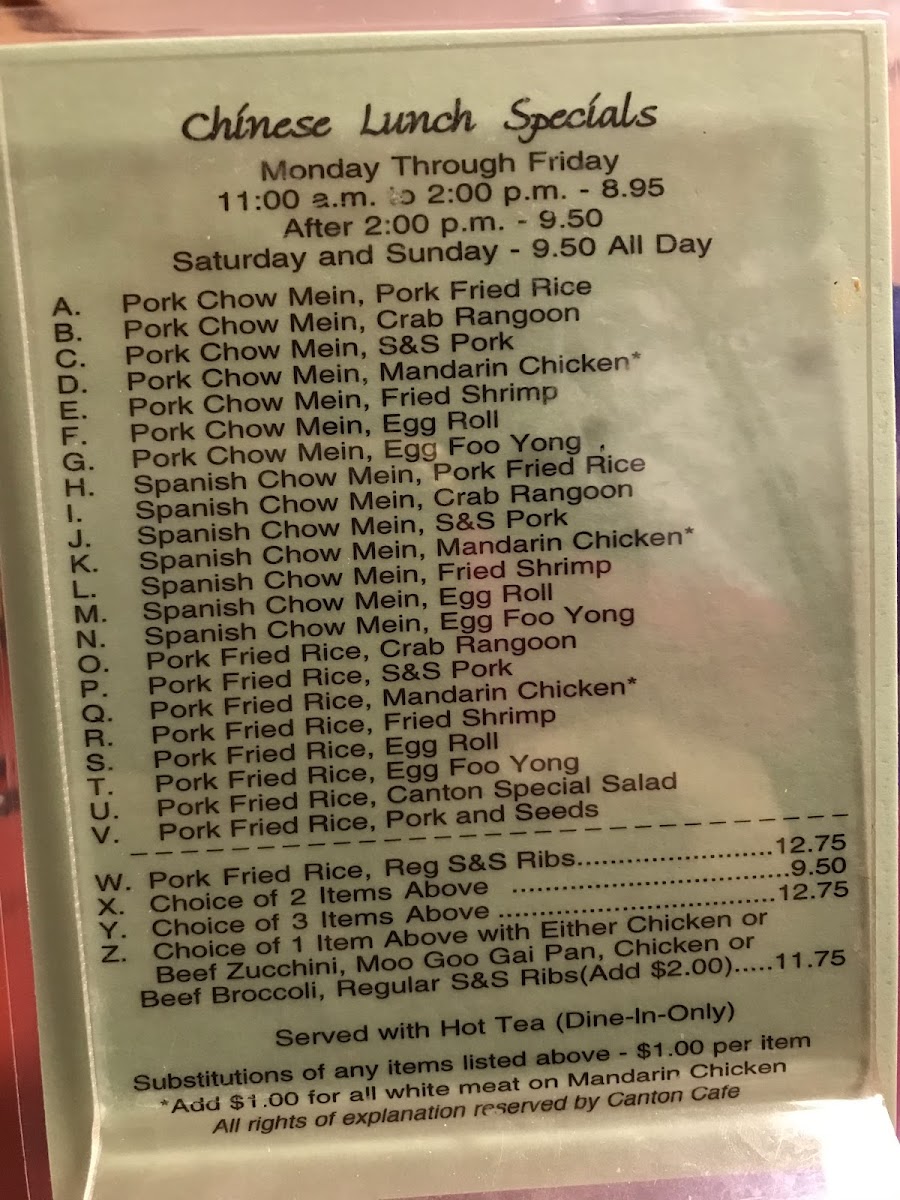 Chinese Lunch Specials
Monday Through Friday
11:00 a.m. to 2:00 p.m. - 8.95
After 2:00 p.m. - 9.50
Saturday and Sunday - 9.50 All Day
A. Pork Chow Mein, Pork Fried Rice
B. Pork Chow Mein, Crab Rangoon
C. Pork Chow Mein, S&S Pork
D. Pork Chow Mein, Mandarin Chicken*
E. Pork Chow Mein, Fried Shrimp
F. Pork Chow Mein, Egg Roll
G. Pork Chow Mein, Egg Foo Yong
H. Spanish Chow Mein, Pork Fried Rice
I. Spanish Chow Mein, Crab Rangoon
J. Spanish Chow Mein, S&S Pork
K. Spanish Chow Mein, Mandarin Chicken*
L. Spanish Chow Mein, Fried Shrimp
M. Spanish Chow Mein, Egg Roll
N. Spanish Chow Mein, Egg Foo Yong
O. Pork Fried Rice, Crab Rangoon
P. Pork Fried Rice, S&S Pork
Q. Pork Fried Rice, Mandarin Chicken*
R. Pork Fried Rice, Fried Shrimp
S. Pork Fried Rice, Egg Roll
T. Pork Fried Rice, Egg Foo Yong
U. Pork Fried Rice, Canton Special Salad
V. Pork Fried Rice, Pork and Seeds
W. Pork Fried Rice, Reg S&S Ribs........................12.75
X. Choice of 2 Items Above ..................................9.50
Y. Choice of 3 Items Above ..................................12.75
Z. Choice of 1 Item Above with Either Chicken or
Beef Zucchini, Moo Goo Gai Pan, Chicken or
Beef Broccoli, Regular S&S Ribs(Add $2.00).....11.75
Served with Hot Tea (Dine-In-Only)
Substitutions of any items listed above - $1.00 per item
*Add $1.00 for all white meat on Mandarin Chicken
All rights of explanation reserved by Canton Cafe